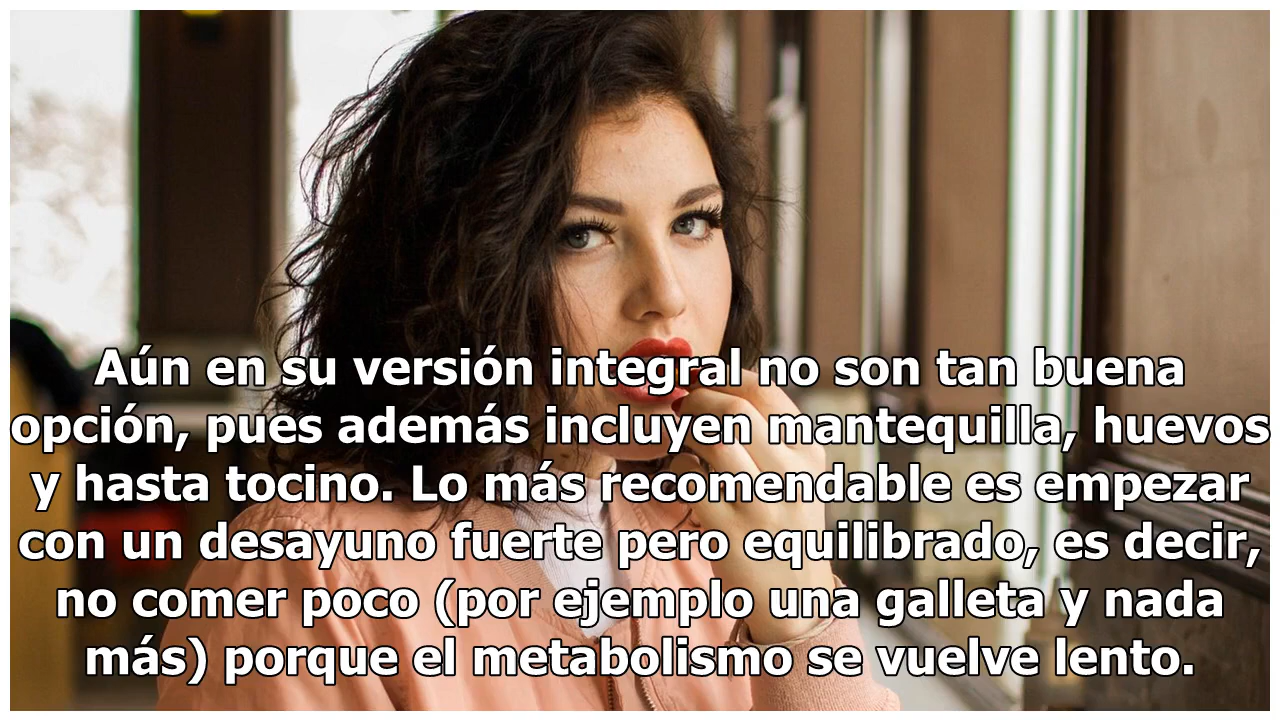 Aún en su versión integral no son tan buena
opción, pues además incluyen mantequilla, huevos
y hasta tocino. Lo más recomendable es empezar
con un desayuno fuerte pero equilibrado, es decir,
no comer poco (por ejemplo una galleta y nada
más) porque el metabolismo se vuelve lento.